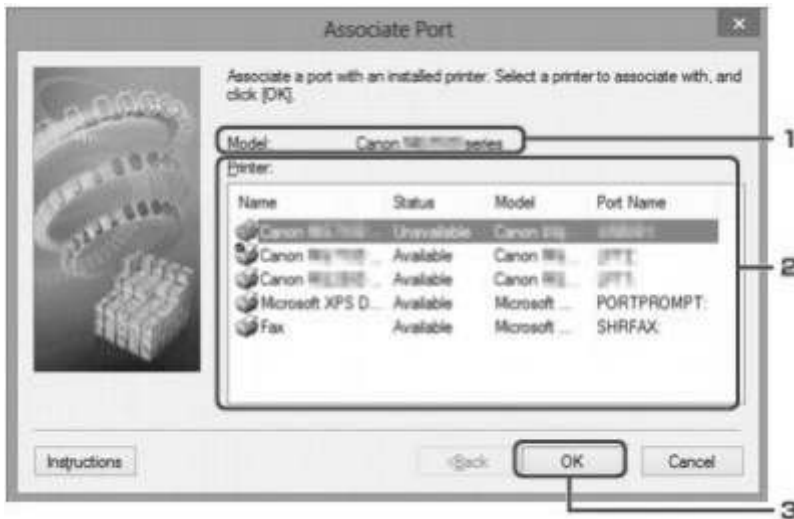 Associate Port
Associate a port with an installed printer. Select a printer to associate with, and
click [OK].
Model: Canon series 1
Printer:
Name Status Model Port Name
Canon ... Unavailable Canon
Canon ... Available Canon 2
Canon ... Available Canon
Microsoft XPS D... Available Microsoft ... PORTPROMPT:
Fax Available Microsoft ... SHRFAX:
Instructions <Back OK Cancel
3